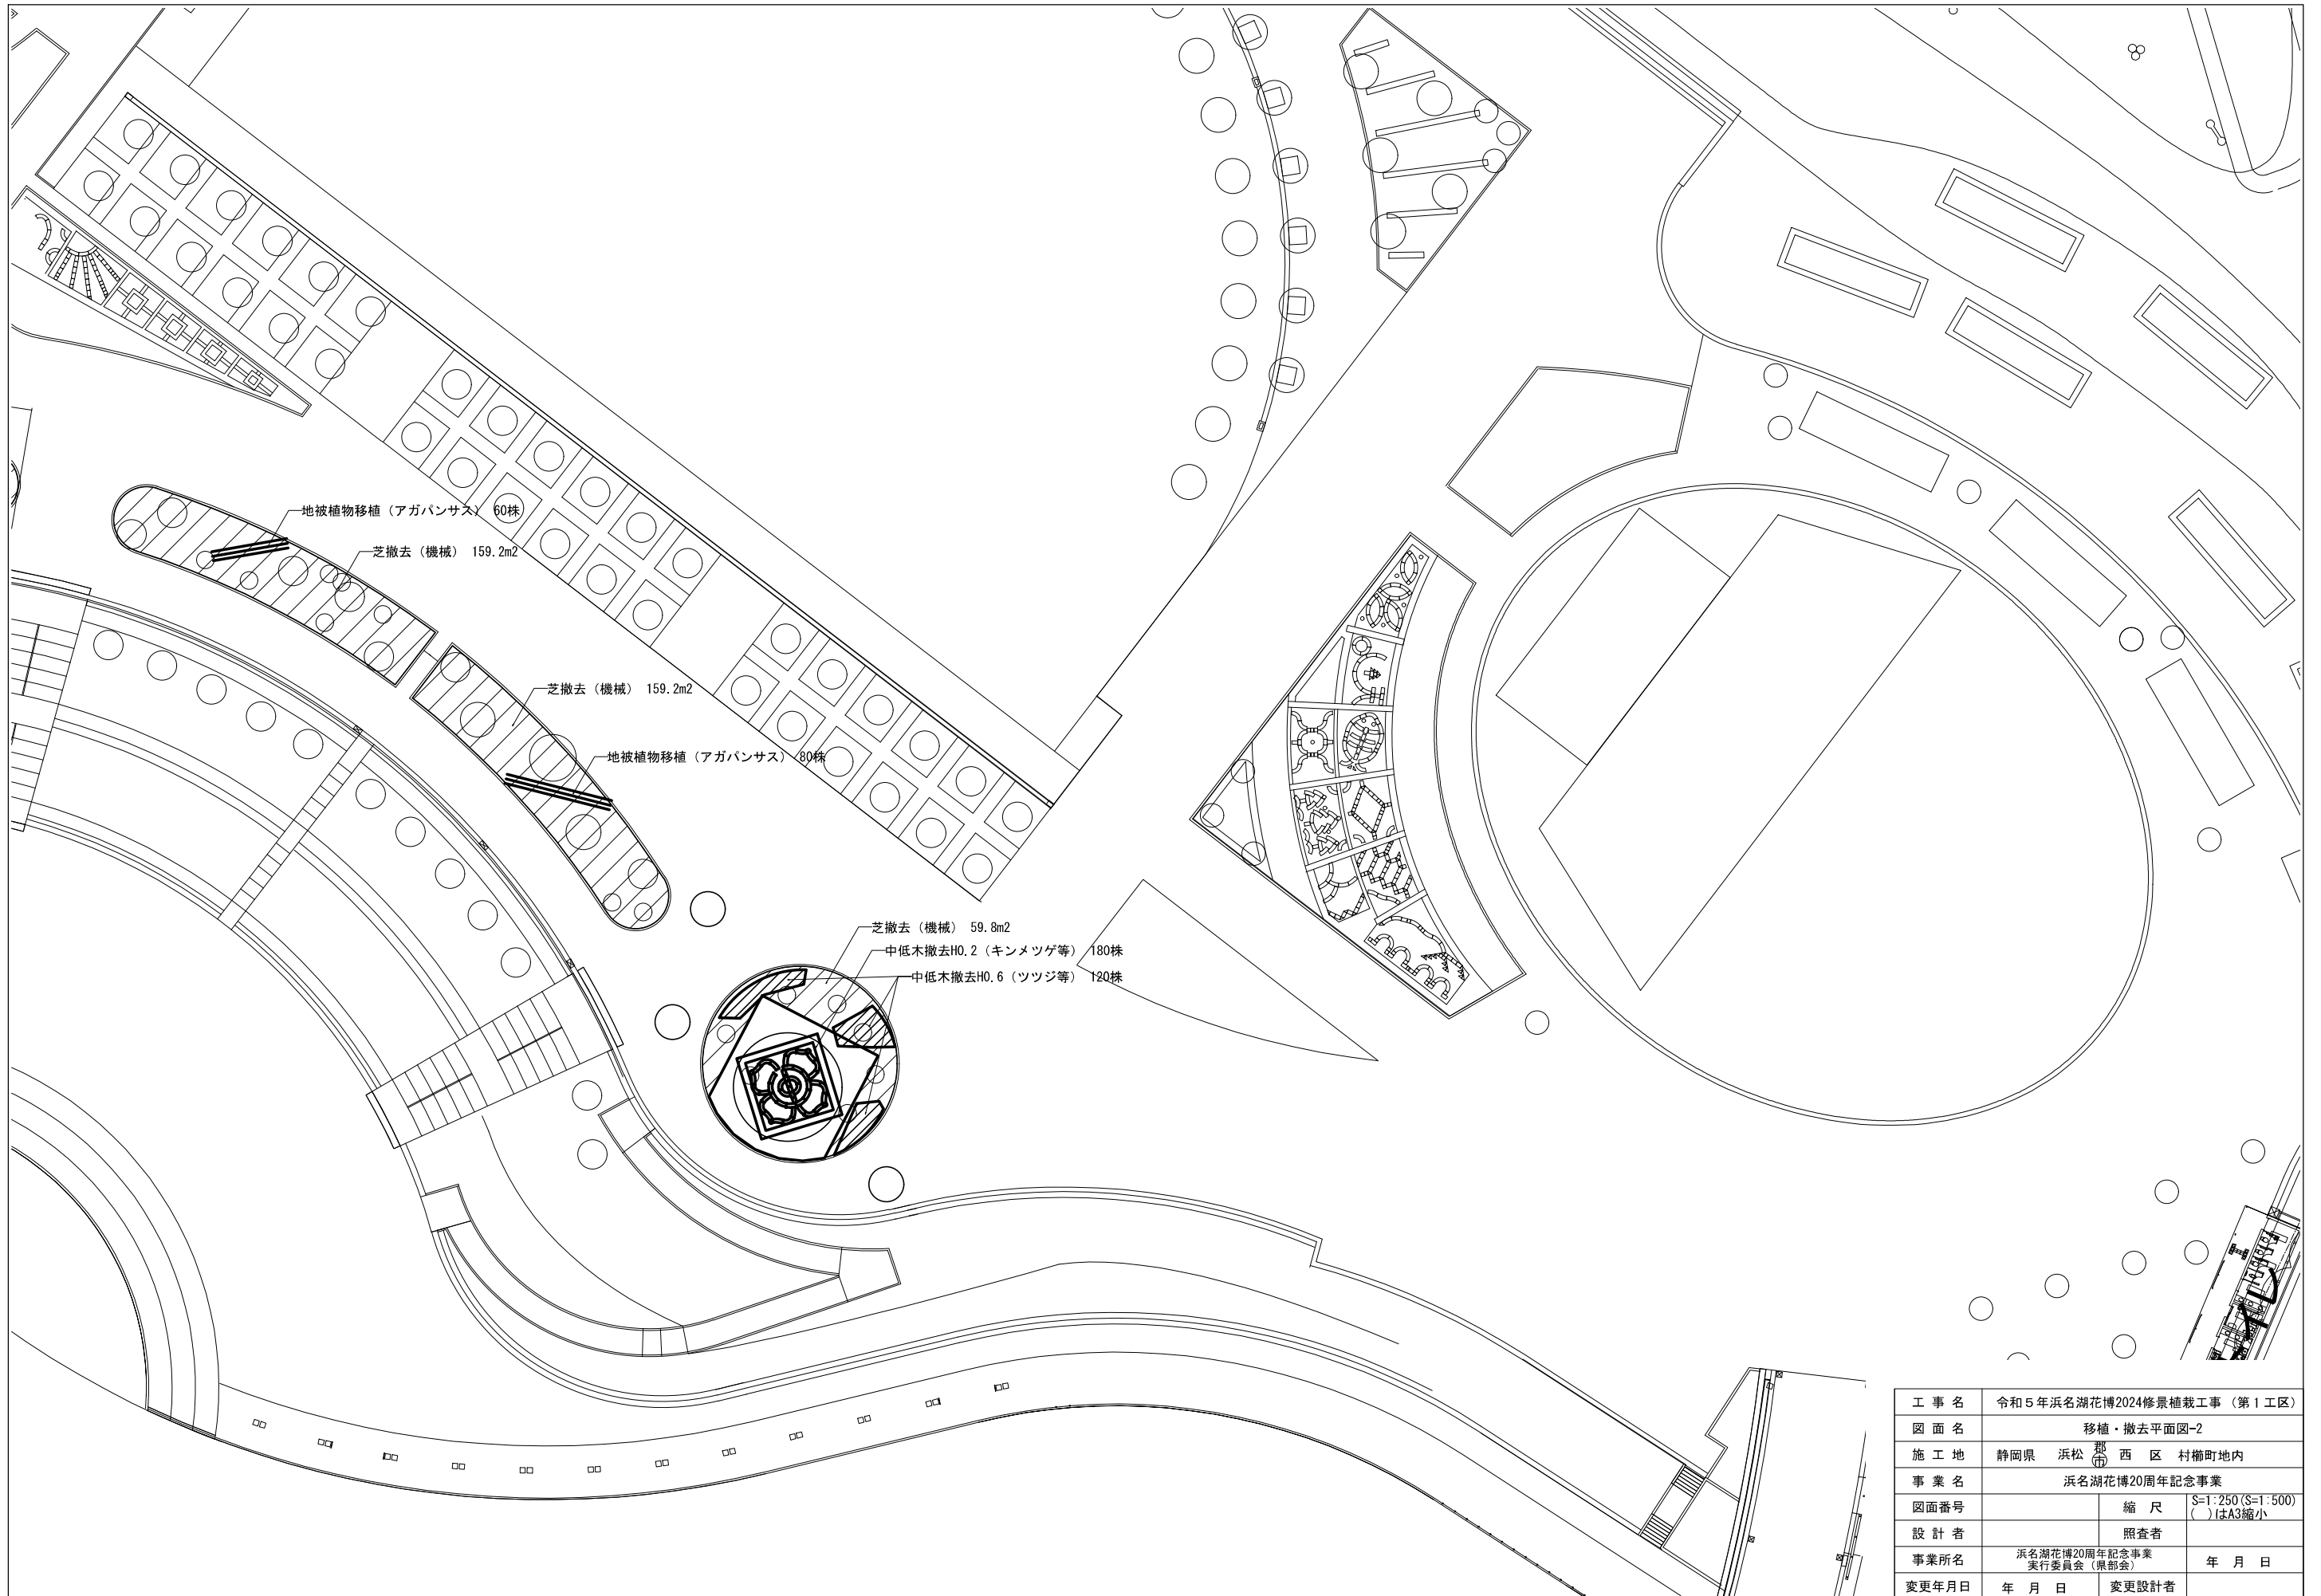 地被植物移植（アガパンサス） 60株
芝撤去（機械） 159.2m2
芝撤去（機械） 159.2m2
地被植物移植（アガパンサス） 80株
芝撤去（機械） 59.8m2
中低木撤去H0.2（キンメツゲ等） 180株
中低木撤去H0.6（ツツジ等） 120株
工事名 令和５年浜名湖花博2024修景植栽工事（第１工区）
図面名 移植・撤去平面図-2
施工地 静岡県 浜松 郡市 西区 村櫛町地内
事業名 浜名湖花博20周年記念事業
図面番号 縮尺 S=1:250(S=1:500)
( )はA3縮小
設計者 照査者
事業所名 浜名湖花博20周年記念事業
実行委員会（県部会） 年 月 日
変更年月日 年 月 日 変更設計者